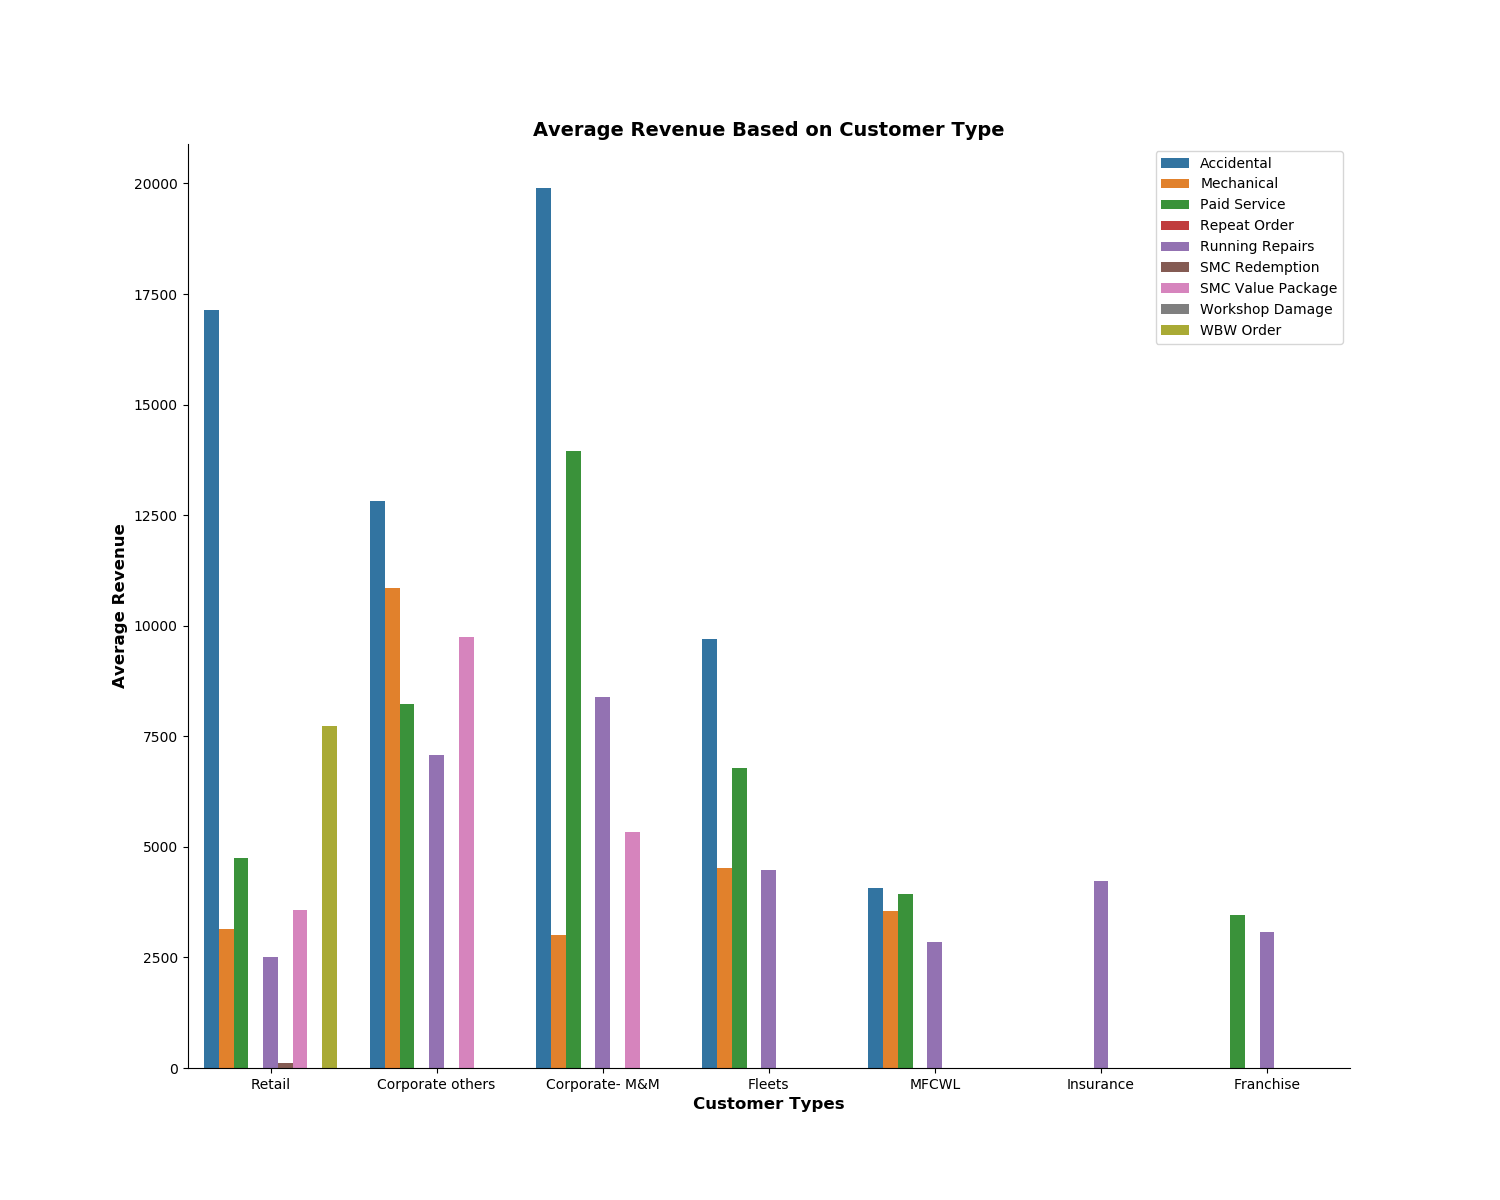 Average Revenue Based on Customer Type
Accidental
Mechanical
Paid Service
Repeat Order
Running Repairs
SMC Redemption
SMC Value Package
Workshop Damage
WBW Order
Average Revenue
20000
17500
15000
12500
10000
7500
5000
2500
0
Retail
Corporate others
Corporate- M&M
Fleets
MFCWL
Insurance
Franchise
Customer Types